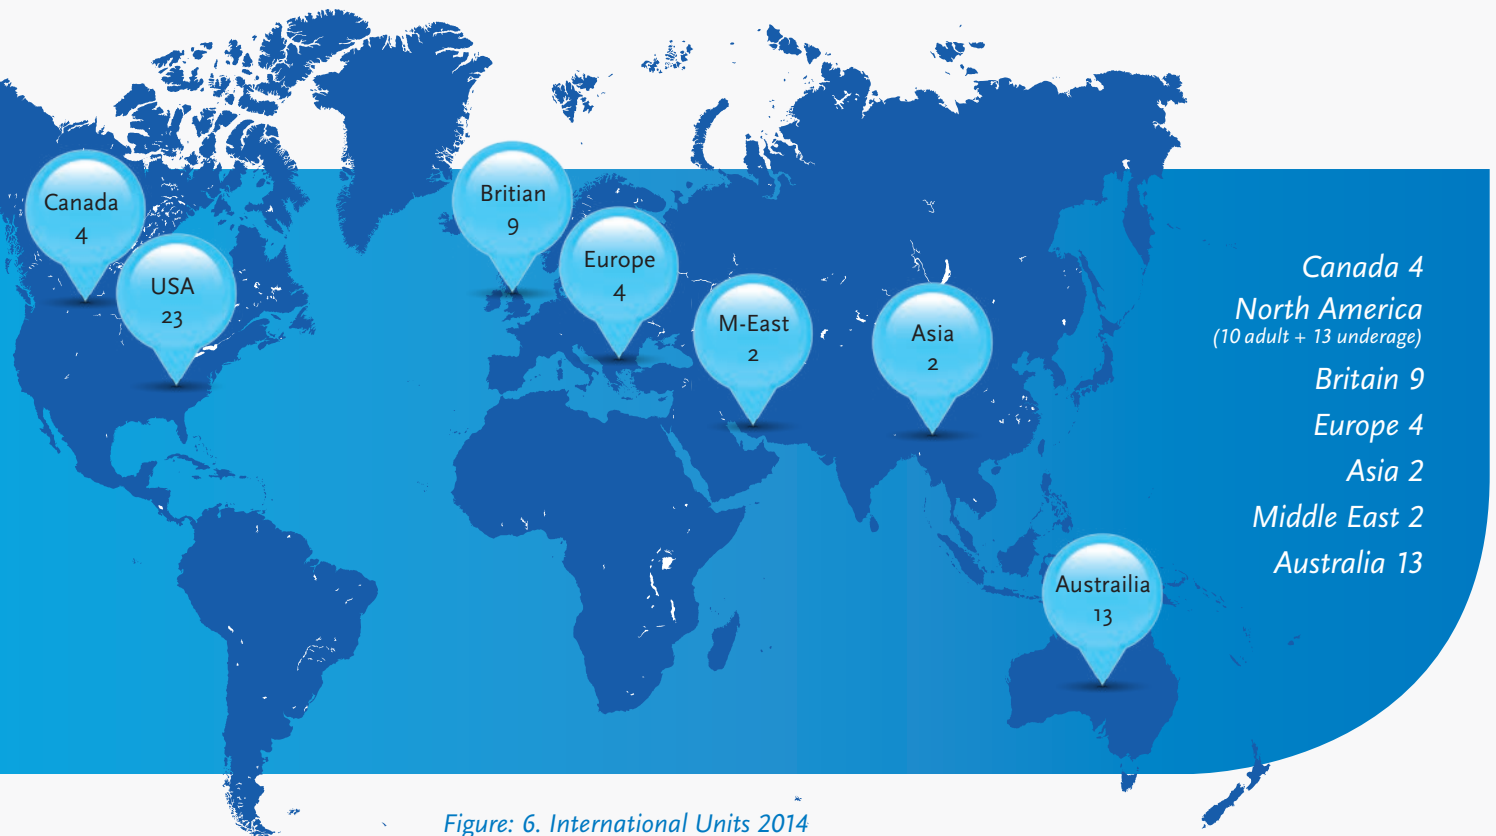 Canada
4
USA
23
Britian
9
Europe
4
M-East
2
Asia
2
Austrailia
13
Canada 4
North America
(10 adult + 13 underage)
Britain 9
Europe 4
Asia 2
Middle East 2
Australia 13
Figure: 6. International Units 2014